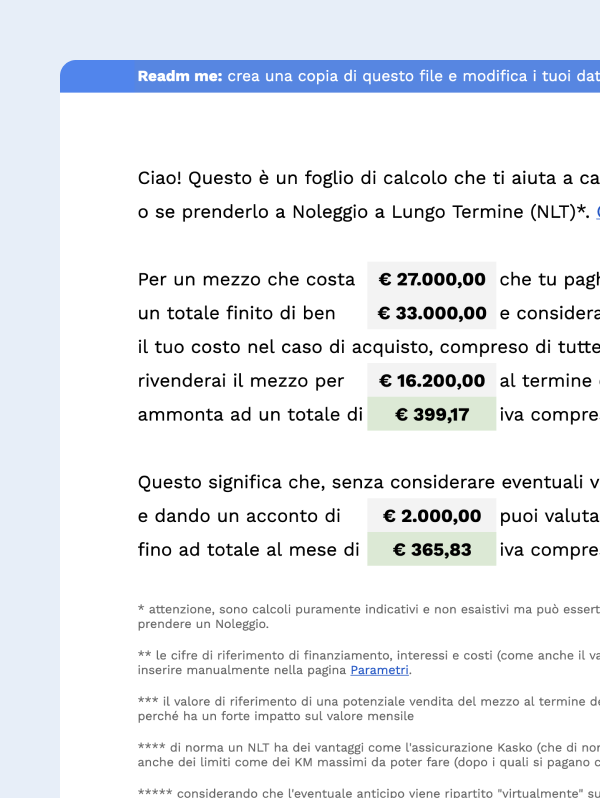 Readm me: crea una copia di questo file e modifica i tuoi dat
Ciao! Questo è un foglio di calcolo che ti aiuta a ca
o se prenderlo a Noleggio a Lungo Termine (NLT)*.
Per un mezzo che costa € 27.000,00 che tu pagh
un totale finito di ben € 33.000,00 e considera
il tuo costo nel caso di acquisto, compreso di tutte
rivenderai il mezzo per € 16.200,00 al termine
ammonta ad un totale di € 399,17 iva compre
Questo significa che, senza considerare eventuali v
e dando un acconto di € 2.000,00 puoi valuta
fino ad totale al mese di € 365,83 iva compre
* attenzione, sono calcoli puramente indicativi e non esaistivi ma può essert
prendere un Noleggio.
** le cifre di riferimento di finanziamento, interessi e costi (come anche il va
inserire manualmente nella pagina Parametri.
*** il valore di riferimento di una potenziale vendita del mezzo al termine de
perché ha un forte impatto sul valore mensile
**** di norma un NLT ha dei vantaggi come l'assicurazione Kasko (che di nor
anche dei limiti come dei KM massimi da poter fare (dopo i quali si pagano c
***** considerando che l'eventuale anticipo viene ripartito "virtualmente" su